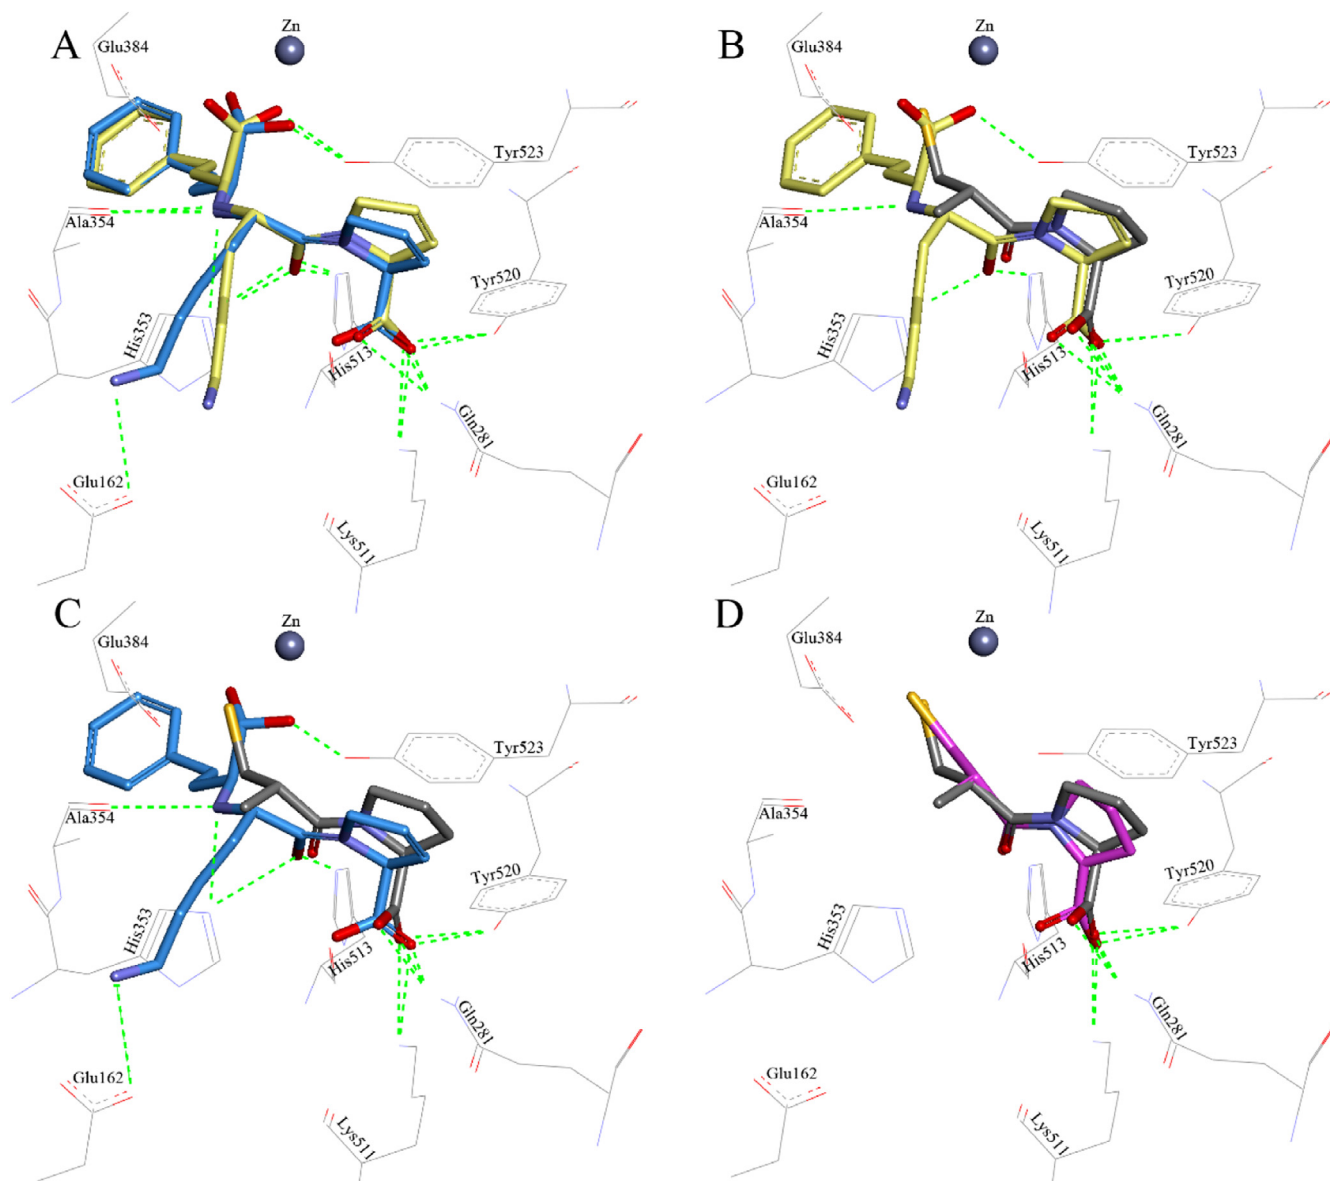 A
Zn
Glu384
Tyr523
Ala354
Tyr520
His353
His513
Gln281
Glu162
Lys511
B
Zn
Glu384
Tyr523
Ala354
Tyr520
His353
His513
Gln281
Glu162
Lys511
C
Zn
Glu384
Tyr523
Ala354
Tyr520
His353
His513
Gln281
Glu162
Lys511
D
Zn
Glu384
Tyr523
Ala354
Tyr520
His353
His513
Gln281
Glu162
Lys511